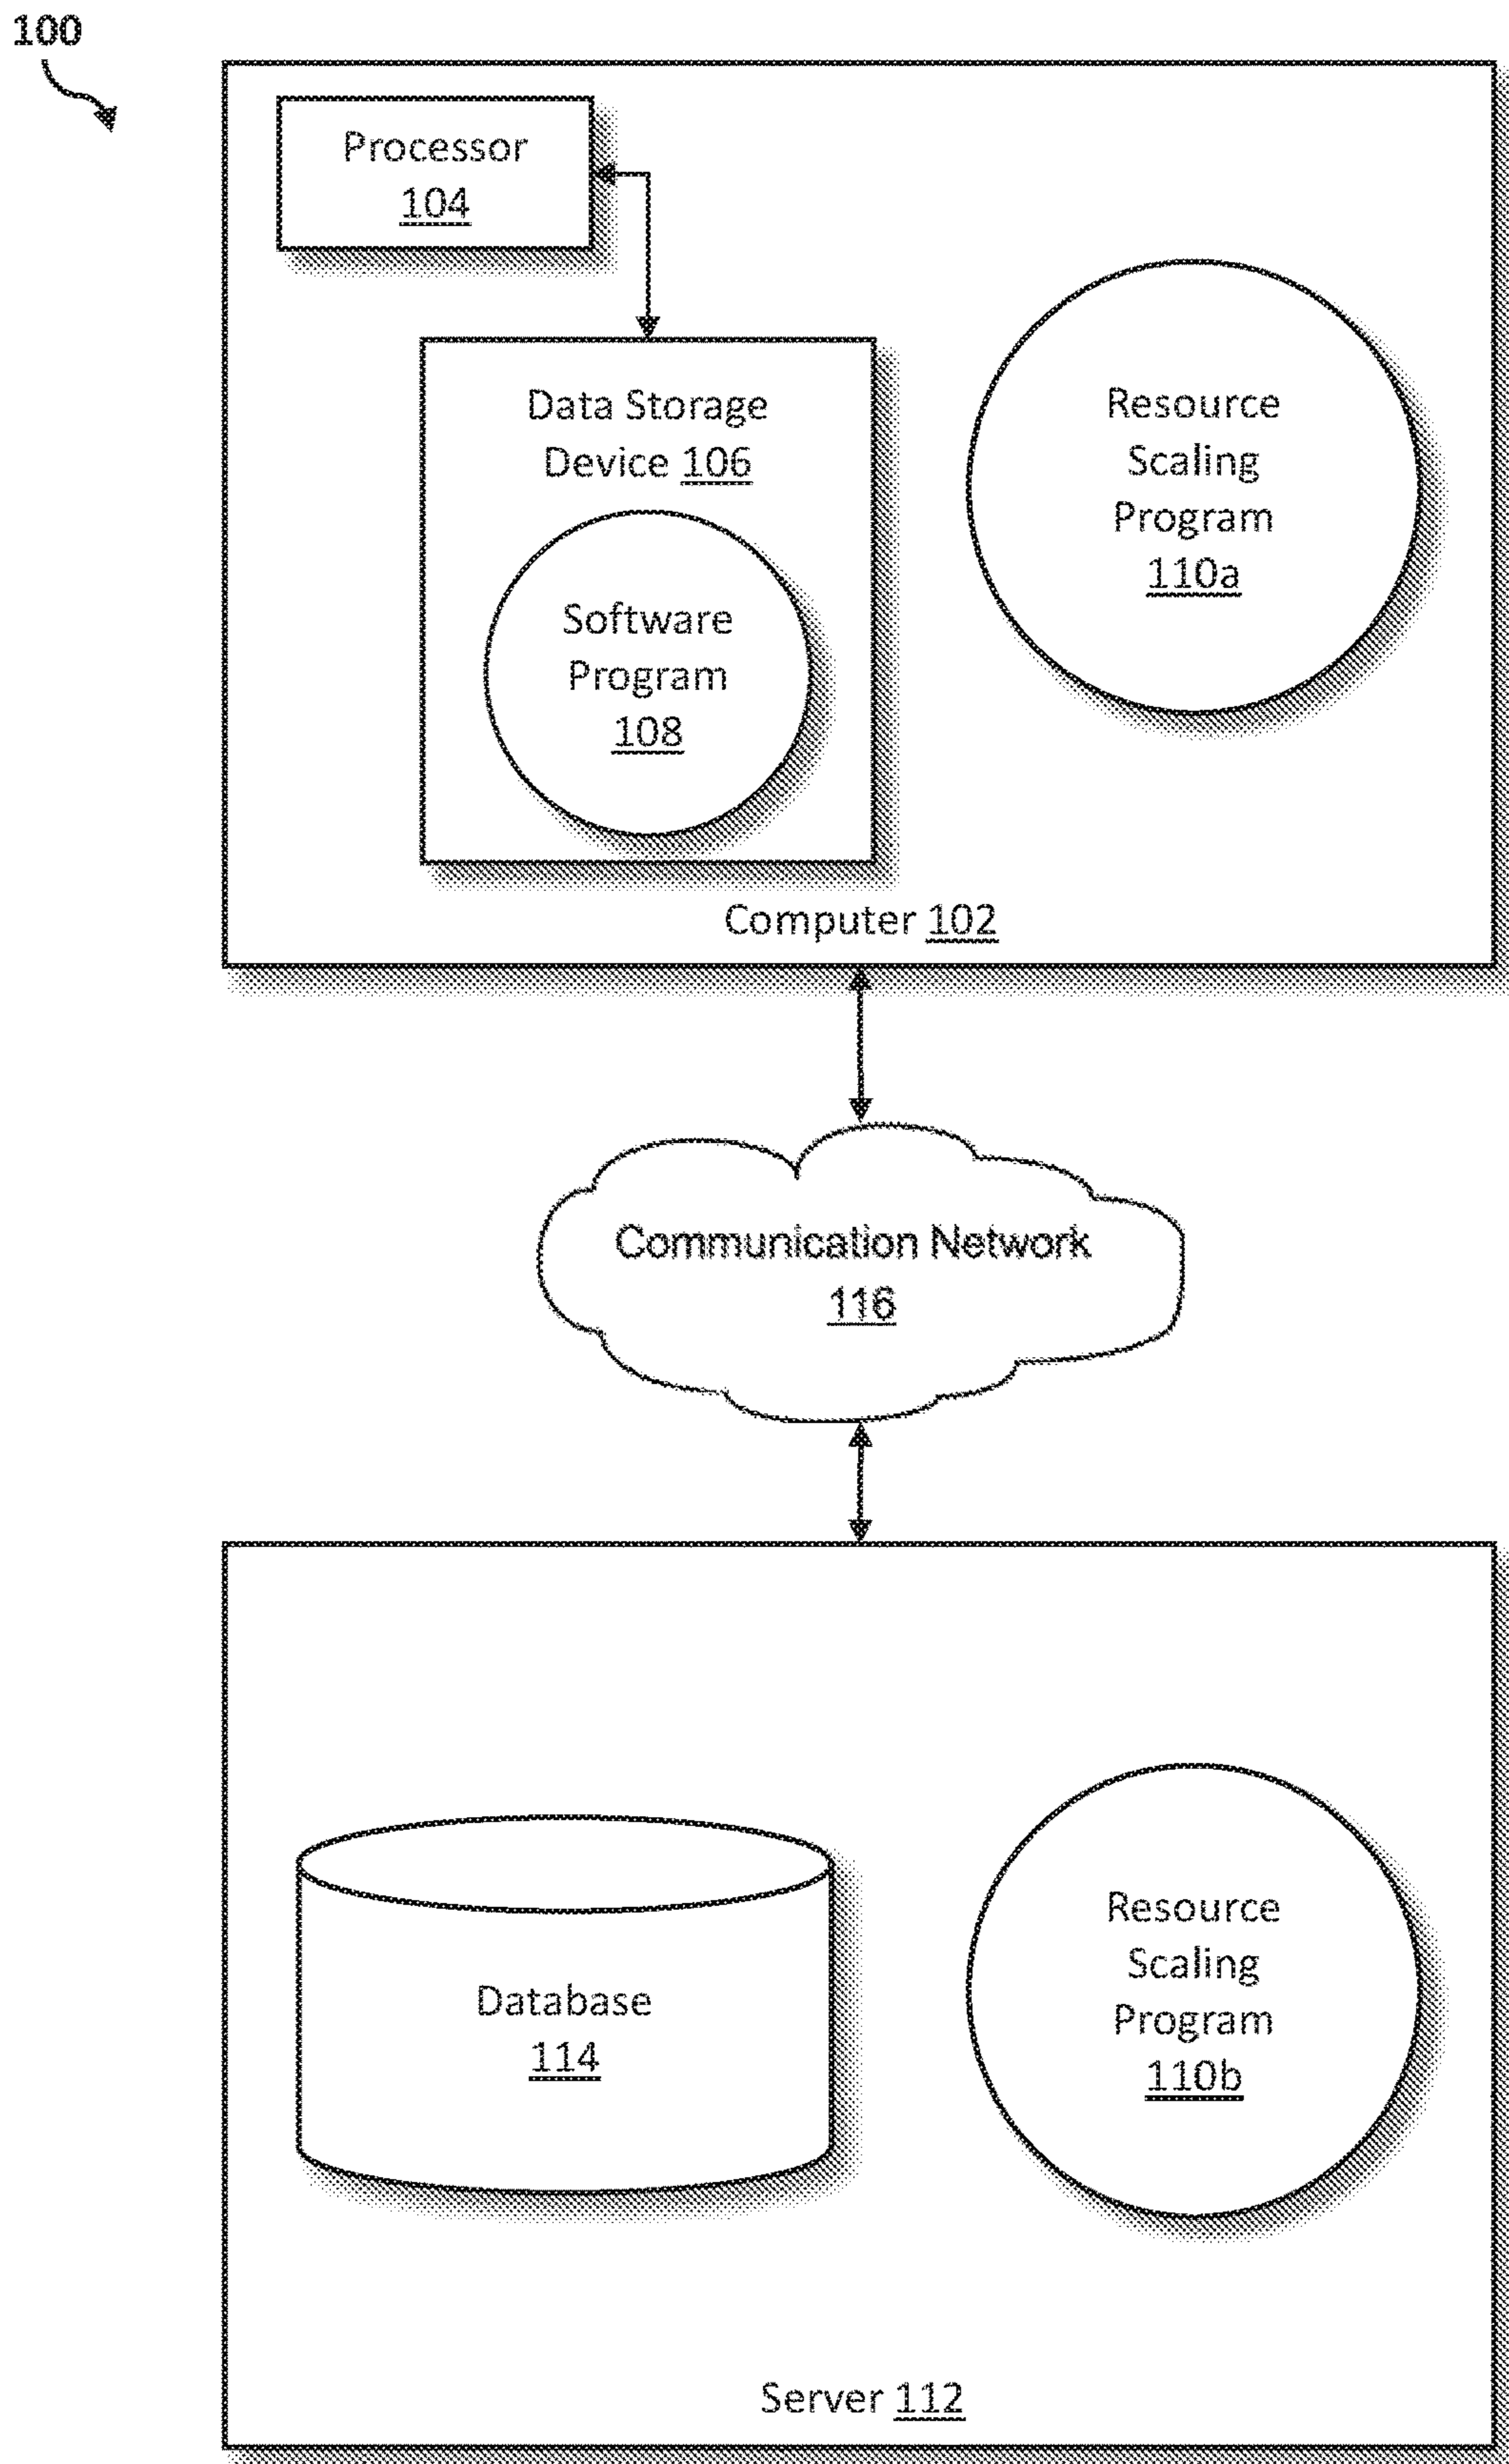 100
Processor
104
Data Storage
Device 106
Software
Program
108
Resource
Scaling
Program
110a
Computer 102
Communication Network
116
Database
114
Resource
Scaling
Program
110b
Server 112